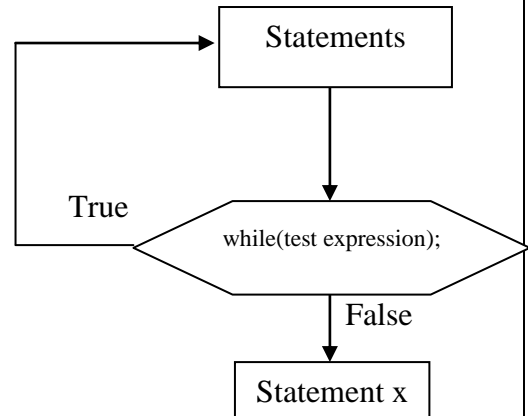 Statements
True
while(test expression);
False
Statement x